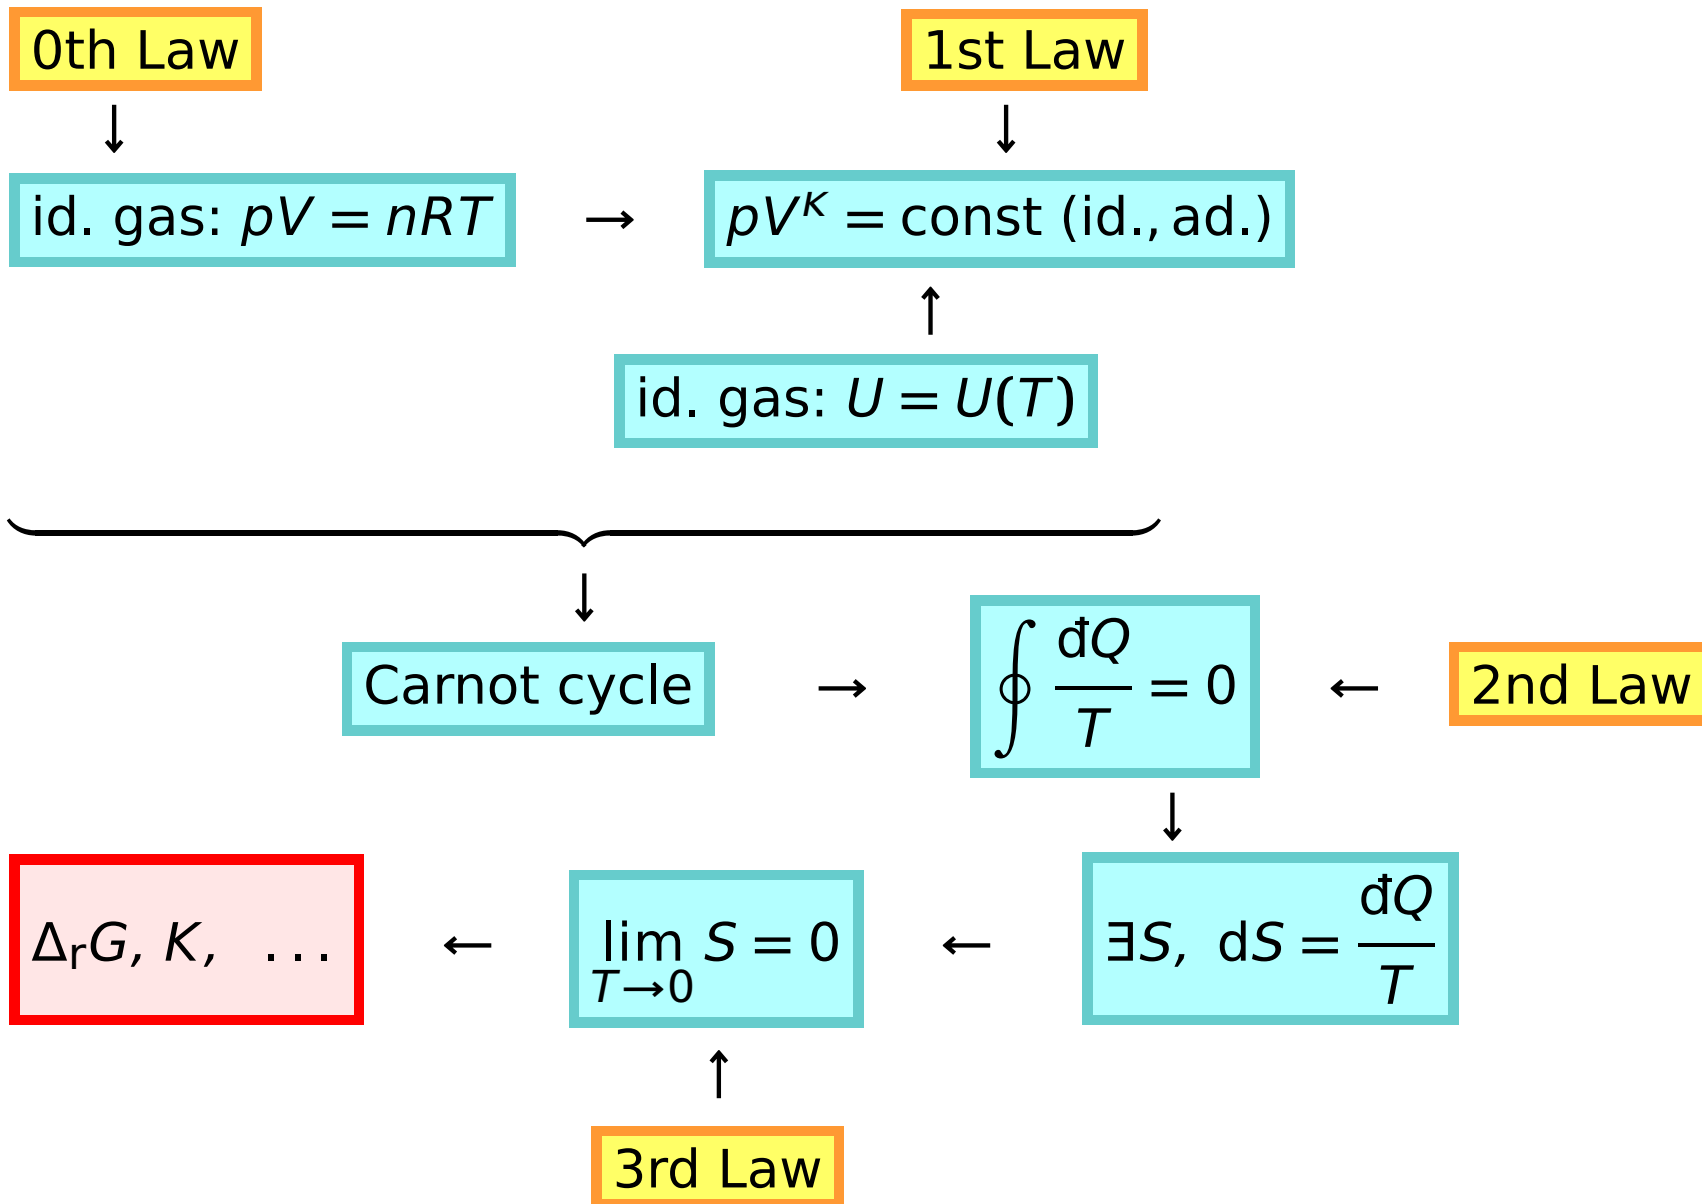 0th Law
1st Law
id. gas: pV = nRT
→
pV^κ = const (id., ad.)
id. gas: U = U(T)
Carnot cycle
→
∮ đQ/T = 0
←
2nd Law
Δ_rG, K, ...
←
lim_{T→0} S = 0
←
∃S, dS = đQ/T
3rd Law